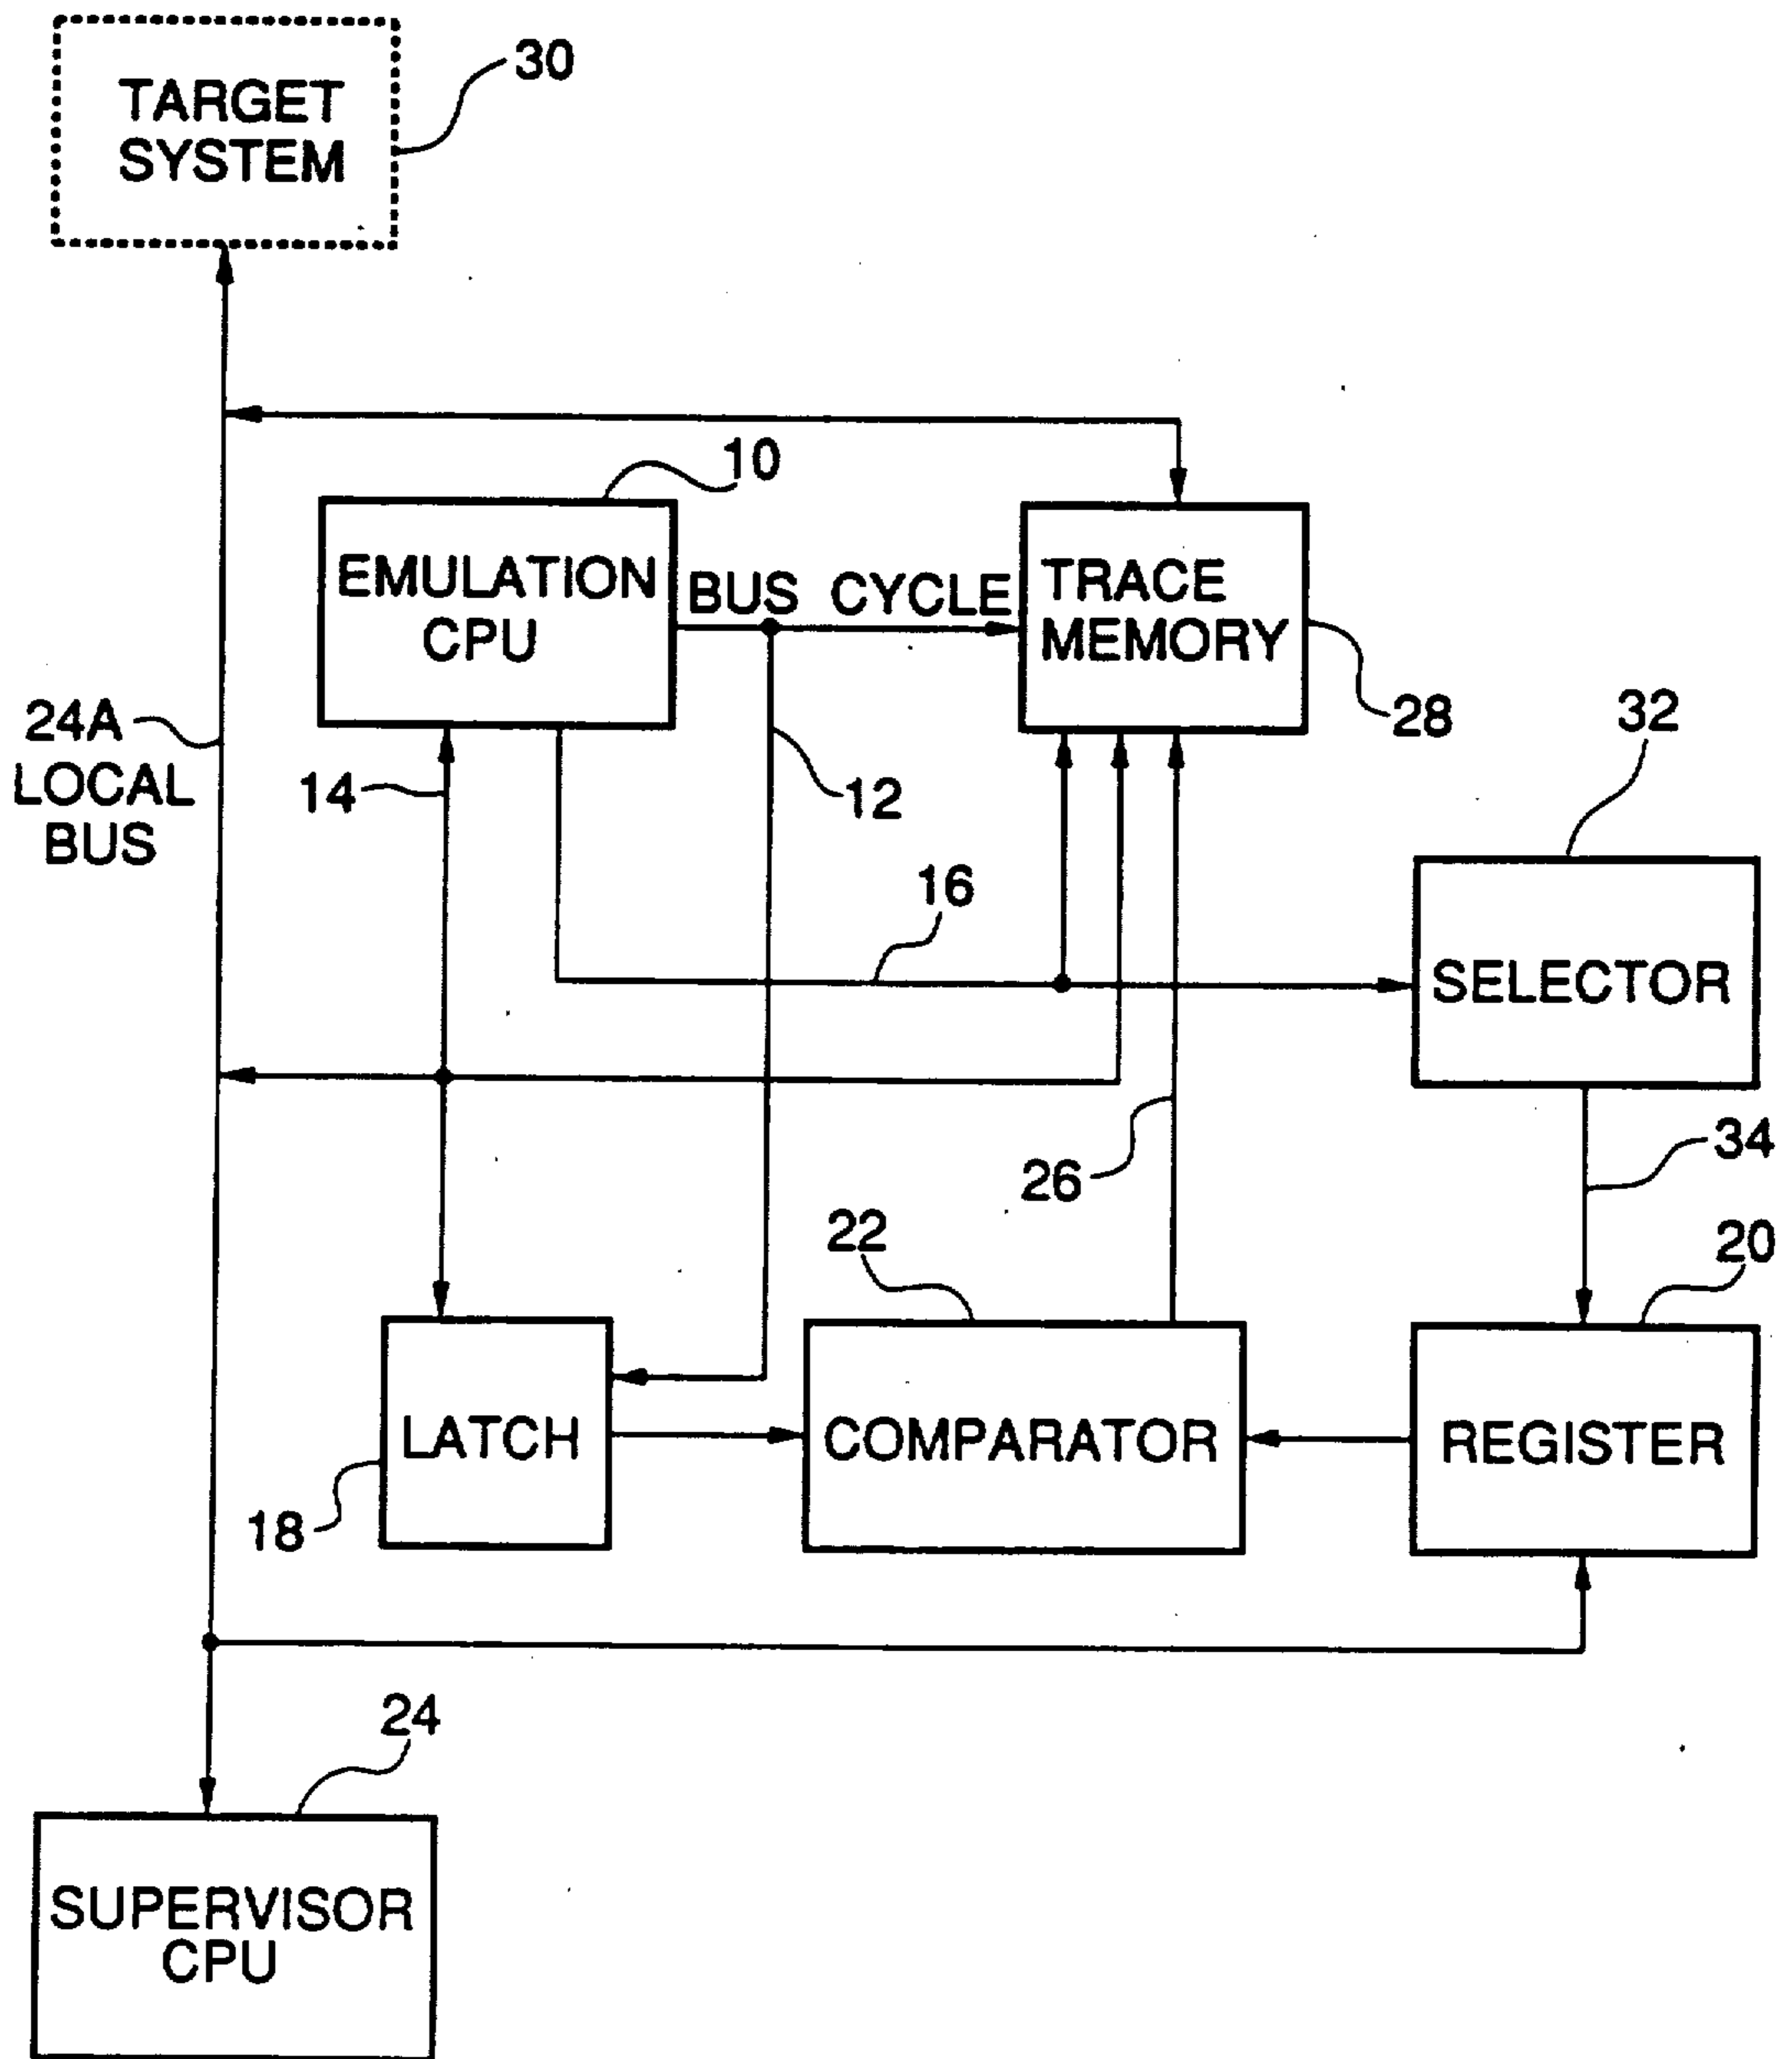 TARGET
SYSTEM
30
10
EMULATION
CPU
BUS CYCLE
TRACE
MEMORY
28
24A
LOCAL
BUS
14
12
32
16
SELECTOR
26
34
22
20
LATCH
COMPARATOR
REGISTER
18
24
SUPERVISOR
CPU